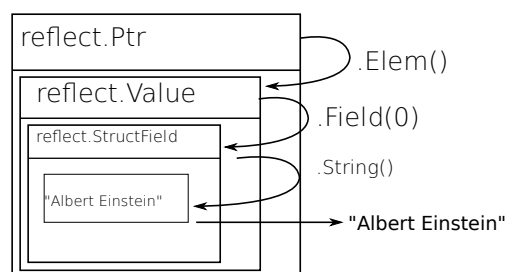 reflect.Ptr
.Elem()
reflect.Value
.Field(0)
reflect.StructField
.String()
"Albert Einstein"
"Albert Einstein"